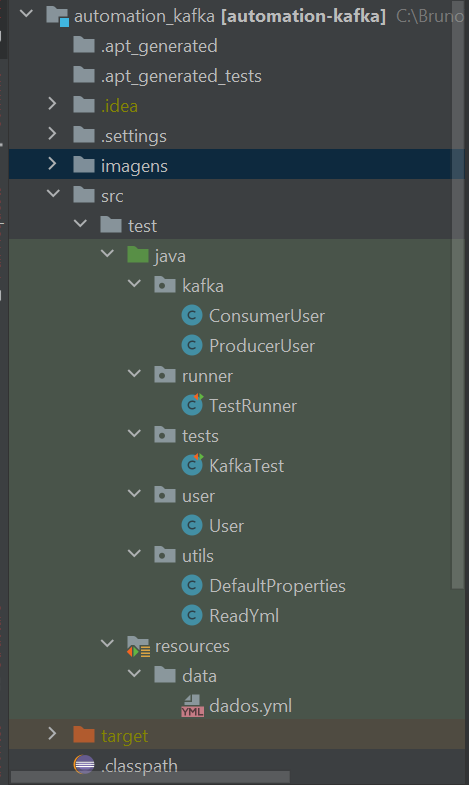 automation_kafka [automation-kafka] C:\Bruno
.apt_generated
.apt_generated_tests
.idea
.settings
imagens
src
test
java
kafka
ConsumerUser
ProducerUser
runner
TestRunner
tests
KafkaTest
user
User
utils
DefaultProperties
ReadYml
resources
data
YML dados.yml
target
.classpath